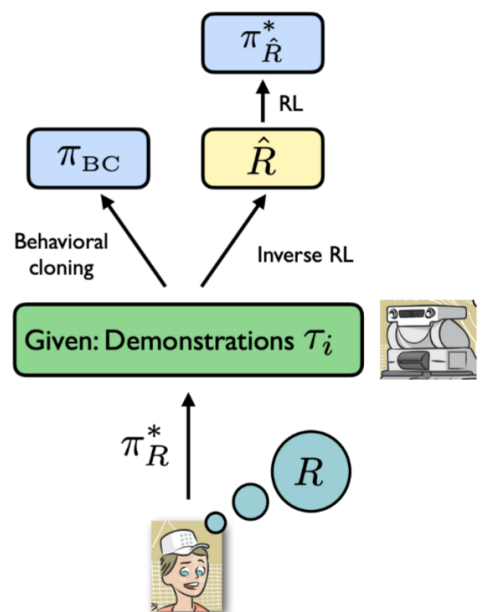 π*_R̂
RL
π_BC
R̂
Behavioral
cloning
Inverse RL
Given: Demonstrations τ_i
π*_R
R